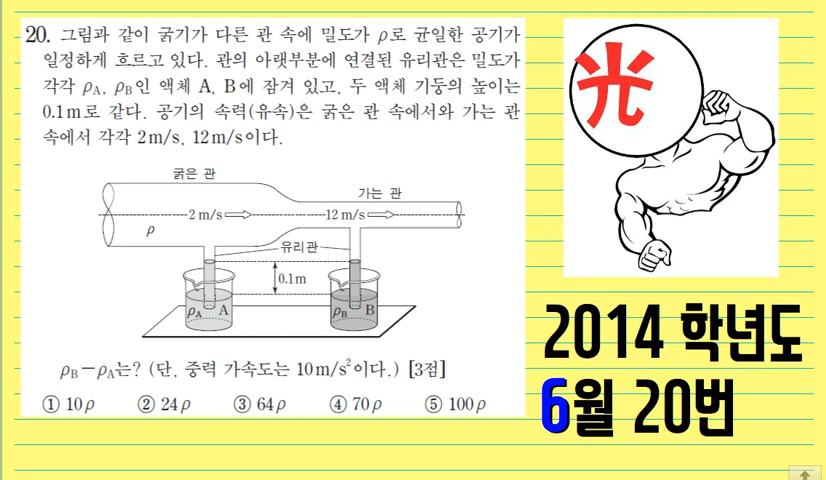 20. 그림과 같이 굵기가 다른 관 속에 밀도가 ρ로 균일한 공기가
일정하게 흐르고 있다. 관의 아랫부분에 연결된 유리관은 밀도가
각각 ρA, ρB인 액체 A, B에 잠겨 있고, 두 액체 기둥의 높이는
0.1m로 같다. 공기의 속력(유속)은 굵은 관 속에서와 가는 관
속에서 각각 2m/s, 12m/s이다.
굵은 관
가는 관
2 m/s
12 m/s
ρ
유리관
0.1m
ρA A
ρB B
ρB-ρA는? (단, 중력 가속도는 10m/s²이다.) [3점]
① 10ρ ② 24ρ ③ 64ρ ④ 70ρ ⑤ 100ρ
光
2014 학년도
6월 20번